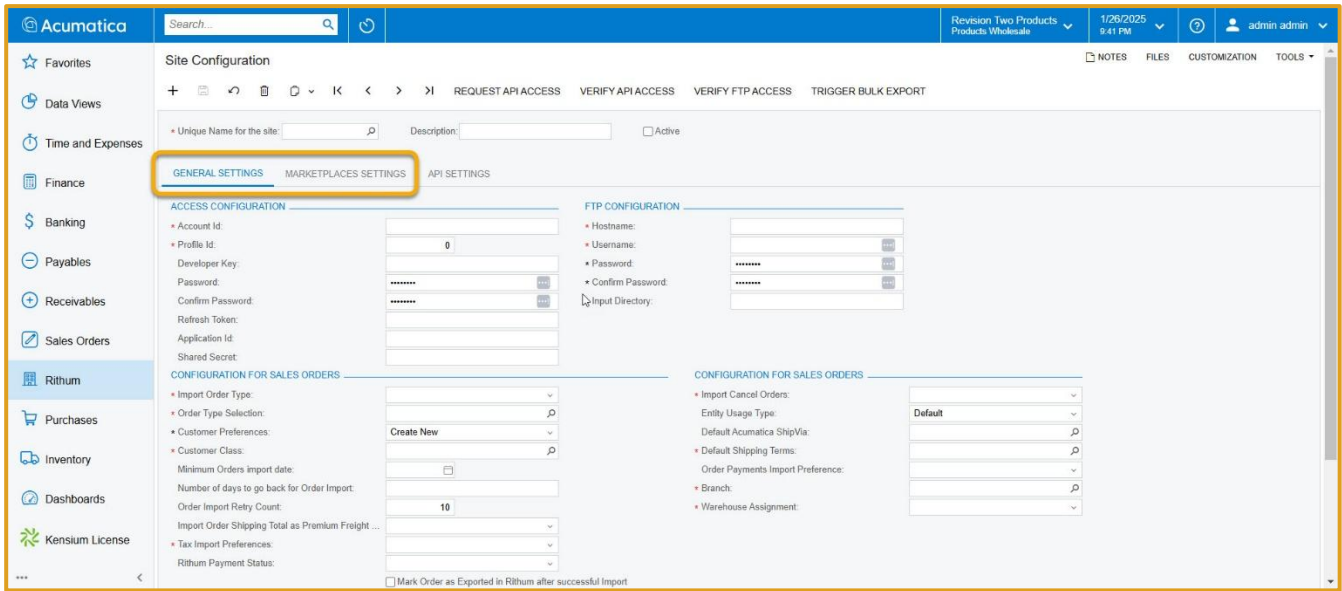 Acumatica
Search...
Revision Two Products
Products Wholesale
1/26/2025
9:41 PM
admin admin
Favorites
Data Views
Time and Expenses
Finance
Banking
Payables
Receivables
Sales Orders
Rithum
Purchases
Inventory
Dashboards
Kensium License
Site Configuration
NOTES FILES CUSTOMIZATION TOOLS
REQUEST API ACCESS VERIFY API ACCESS VERIFY FTP ACCESS TRIGGER BULK EXPORT
* Unique Name for the site: Description: Active
GENERAL SETTINGS MARKETPLACES SETTINGS API SETTINGS
ACCESS CONFIGURATION
* Account Id:
* Profile Id: 0
Developer Key:
Password: ••••••••
Confirm Password: ••••••••
Refresh Token:
Application Id:
Shared Secret:
FTP CONFIGURATION
* Hostname:
* Username:
* Password: ••••••••
* Confirm Password: ••••••••
Input Directory:
CONFIGURATION FOR SALES ORDERS
* Import Order Type:
* Order Type Selection:
* Customer Preferences: Create New
* Customer Class:
Minimum Orders import date:
Number of days to go back for Order Import:
Order Import Retry Count: 10
Import Order Shipping Total as Premium Freight ...
* Tax Import Preferences:
Rithum Payment Status:
Mark Order as Exported in Rithum after successful Import
CONFIGURATION FOR SALES ORDERS
* Import Cancel Orders:
Entity Usage Type: Default
Default Acumatica ShipVia:
* Default Shipping Terms:
Order Payments Import Preference:
* Branch:
* Warehouse Assignment: